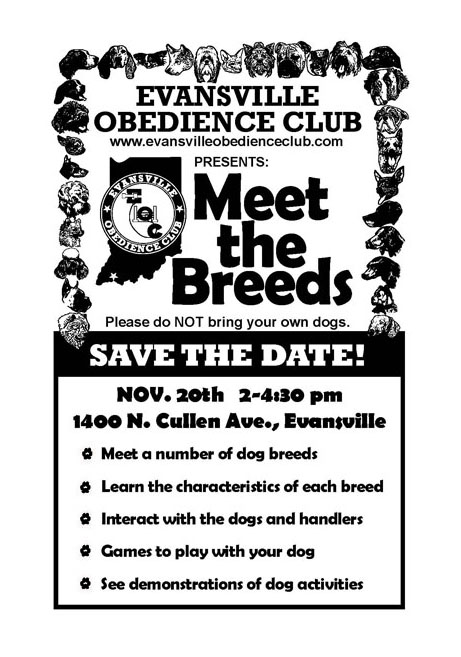 EVANSVILLE
OBEDIENCE CLUB
www.evansvilleobedienceclub.com
PRESENTS:
EVANSVILLE
OBEDIENCE CLUB
Meet
the
Breeds
Please do NOT bring your own dogs.
SAVE THE DATE!
NOV. 20th 2-4:30 pm
1400 N. Cullen Ave., Evansville
Meet a number of dog breeds
Learn the characteristics of each breed
Interact with the dogs and handlers
Games to play with your dog
See demonstrations of dog activities